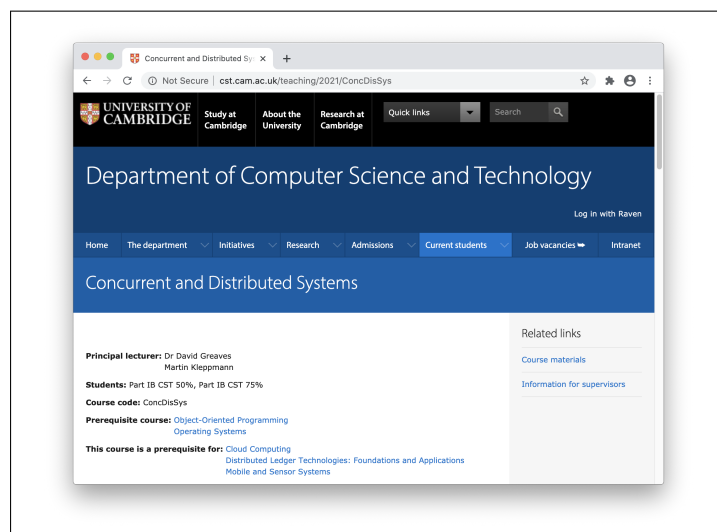 Concurrent and Distributed Sy
Not Secure | cst.cam.ac.uk/teaching/2021/ConcDisSys
UNIVERSITY OF
CAMBRIDGE
Study at
Cambridge
About the
University
Research at
Cambridge
Quick links
Search
Department of Computer Science and Technology
Log in with Raven
Home The department Initiatives Research Admissions Current students Job vacancies Intranet
Concurrent and Distributed Systems
Principal lecturer: Dr David Greaves
Martin Kleppmann
Students: Part IB CST 50%, Part IB CST 75%
Course code: ConcDisSys
Prerequisite course: Object-Oriented Programming
Operating Systems
This course is a prerequisite for: Cloud Computing
Distributed Ledger Technologies: Foundations and Applications
Mobile and Sensor Systems
Related links
Course materials
Information for supervisors